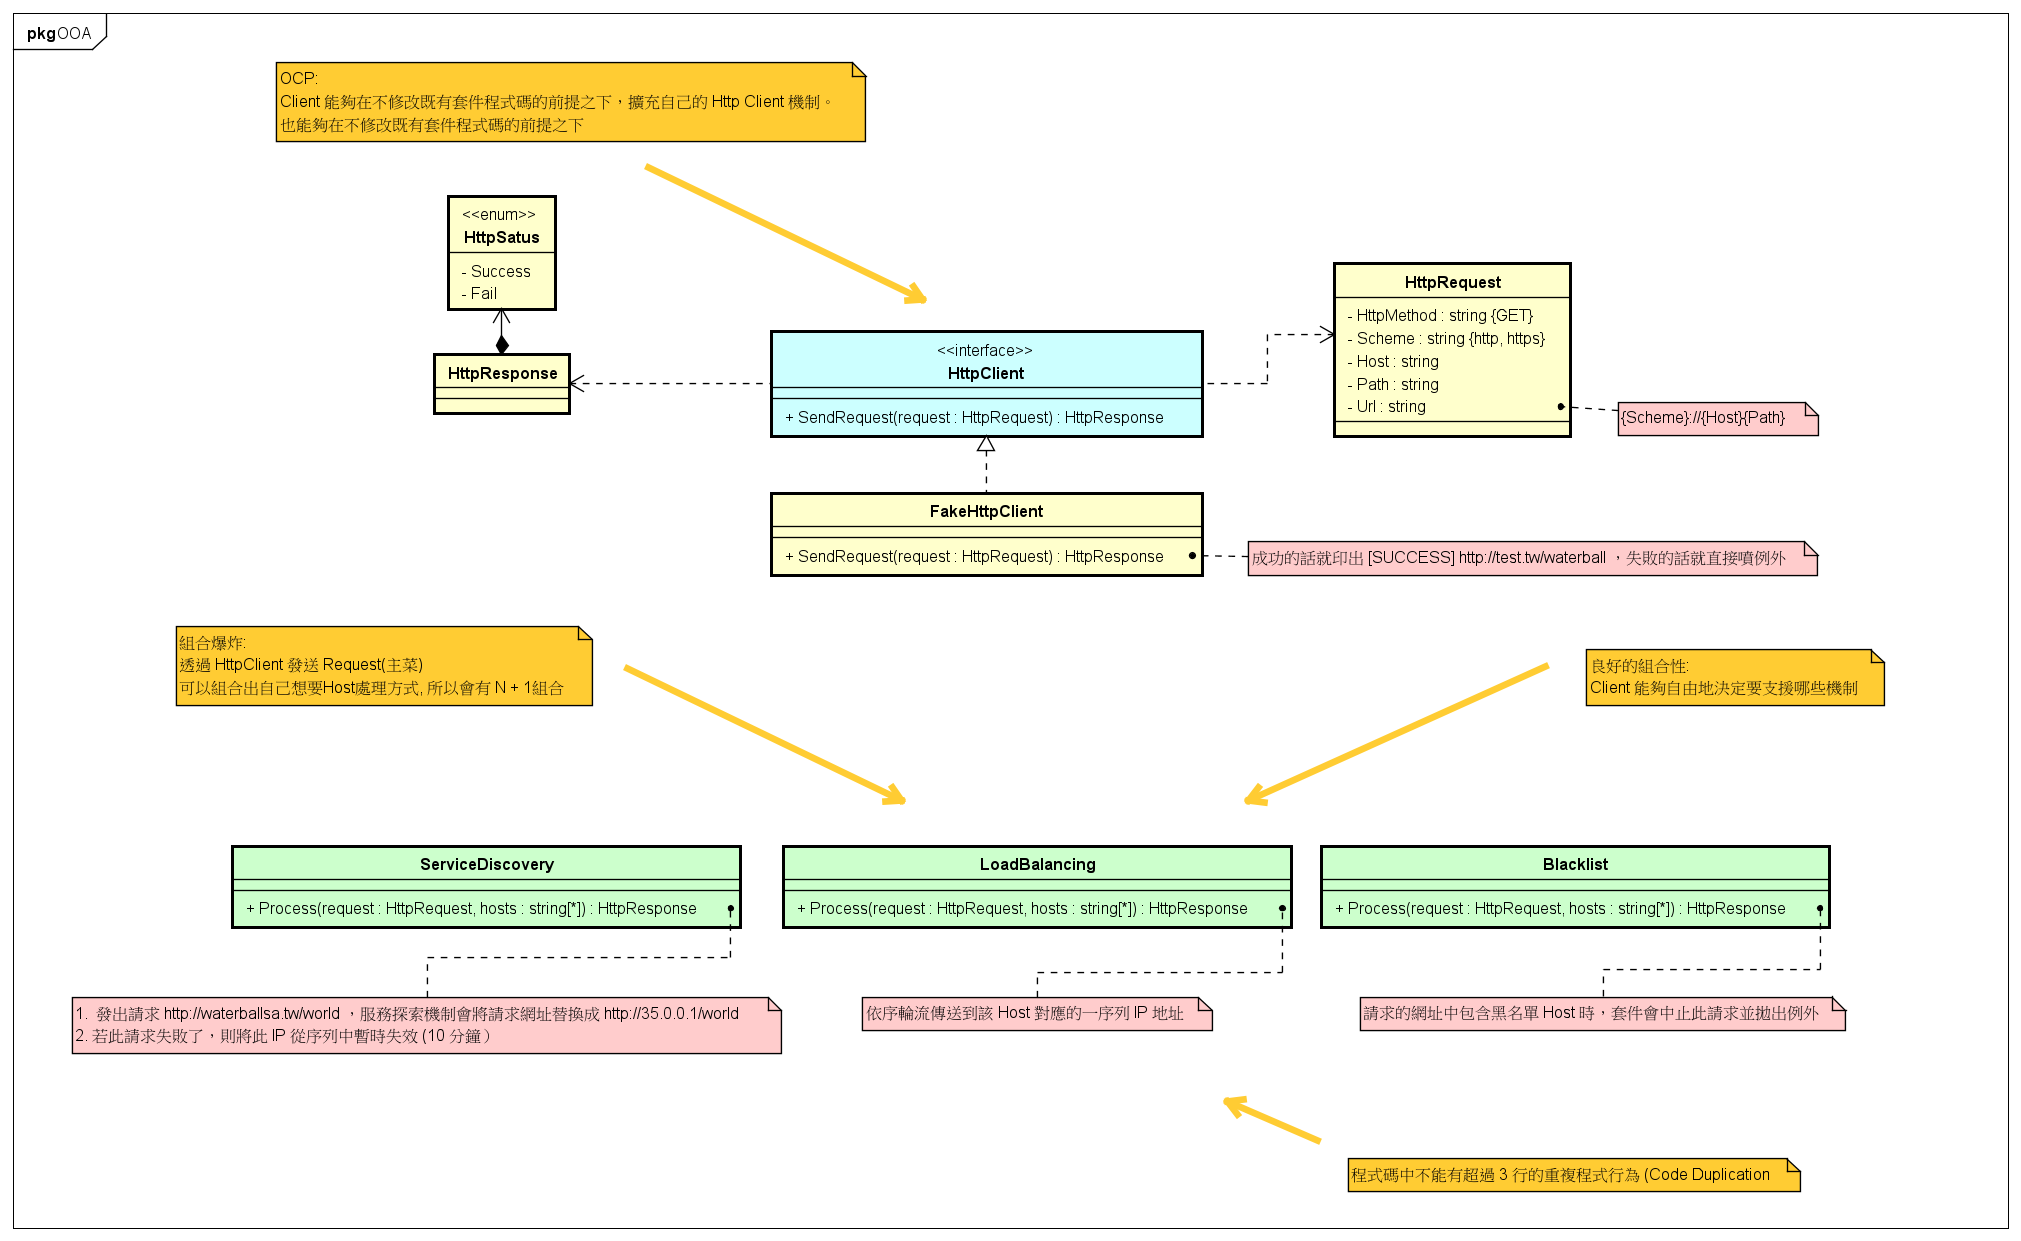 pkg OOA
OCP:
Client 能夠在不修改既有套件程式碼的前提之下，擴充自己的 Http Client 機制。
也能夠在不修改既有套件程式碼的前提之下
<<enum>>
HttpSatus
- Success
- Fail
HttpResponse
<<interface>>
HttpClient
+ SendRequest(request : HttpRequest) : HttpResponse
HttpRequest
- HttpMethod : string {GET}
- Scheme : string {http, https}
- Host : string
- Path : string
- Url : string
{Scheme}://{Host}{Path}
FakeHttpClient
+ SendRequest(request : HttpRequest) : HttpResponse
成功的話就印出 [SUCCESS] http://test.tw/waterball ，失敗的話就直接噴例外
組合爆炸:
透過 HttpClient 發送 Request(主菜)
可以組合出自己想要Host處理方式, 所以會有 N + 1組合
良好的組合性:
Client 能夠自由地決定要支援哪些機制
ServiceDiscovery
+ Process(request : HttpRequest, hosts : string[*]) : HttpResponse
LoadBalancing
+ Process(request : HttpRequest, hosts : string[*]) : HttpResponse
Blacklist
+ Process(request : HttpRequest, hosts : string[*]) : HttpResponse
1. 發出請求 http://waterballsa.tw/world ，服務探索機制會將請求網址替換成 http://35.0.0.1/world
2. 若此請求失敗了，則將此 IP 從序列中暫時失效 (10 分鐘）
依序輪流傳送到該 Host 對應的一序列 IP 地址
請求的網址中包含黑名單 Host 時，套件會中止此請求並拋出例外
程式碼中不能有超過 3 行的重複程式行為 (Code Duplication